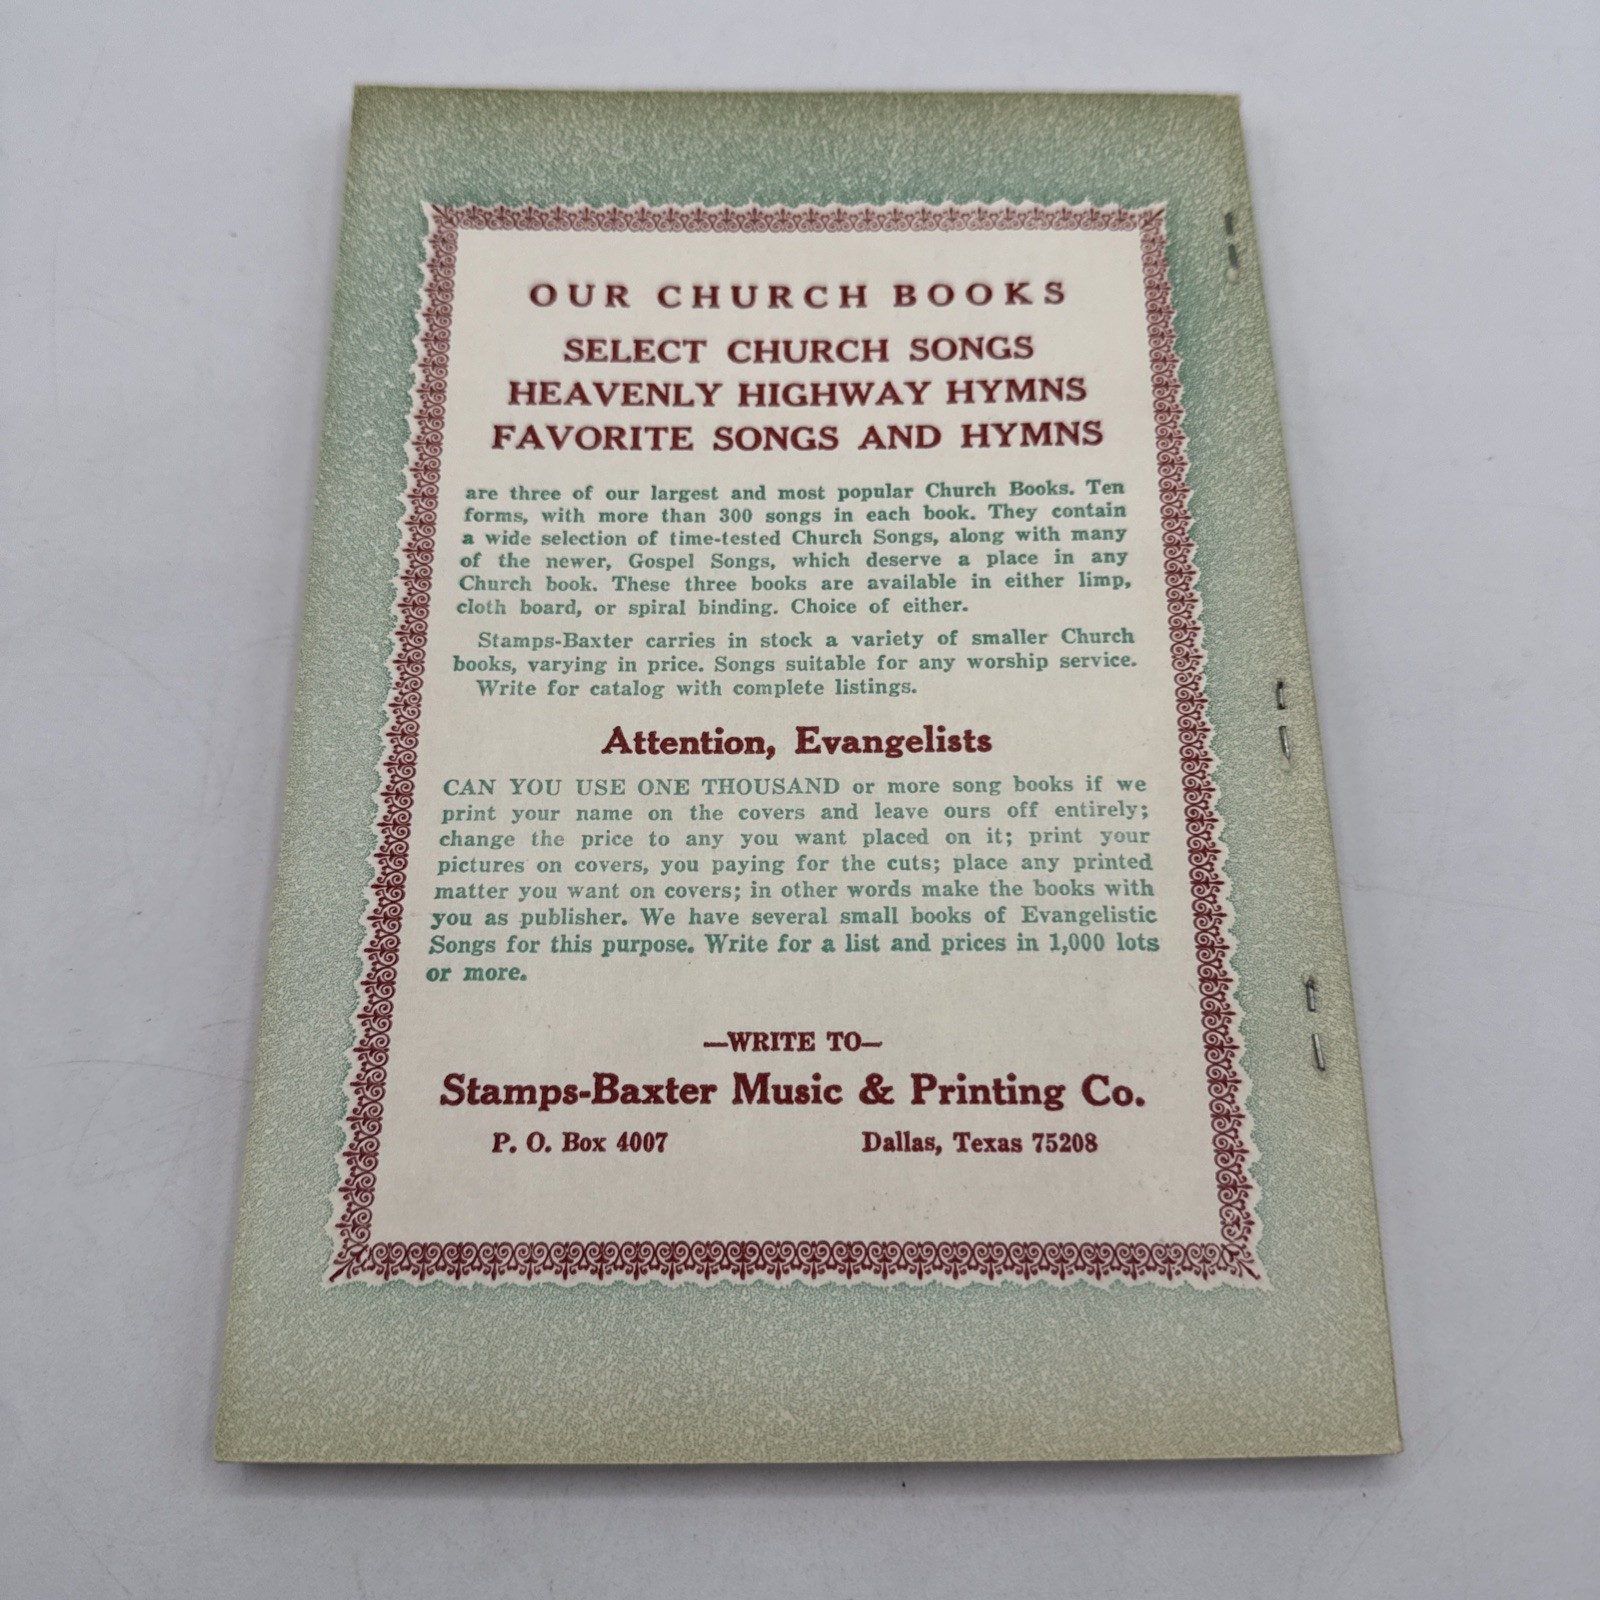 OUR CHURCH BOOKS
SELECT CHURCH SONGS
HEAVENLY HIGHWAY HYMNS
FAVORITE SONGS AND HYMNS
are three of our largest and most popular Church Books. Ten
forms, with more than 300 songs in each book. They contain
a wide selection of time-tested Church Songs, along with many
of the newer, Gospel Songs, which deserve a place in any
Church book. These three books are available in either limp,
cloth board, or spiral binding. Choice of either.
Stamps-Baxter carries in stock a variety of smaller Church
books, varying in price. Songs suitable for any worship service.
Write for catalog with complete listings.
Attention, Evangelists
CAN YOU USE ONE THOUSAND or more song books if we
print your name on the covers and leave ours off entirely;
change the price to any you want placed on it; print your
pictures on covers, you paying for the cuts; place any printed
matter you want on covers; in other words make the books with
you as publisher. We have several small books of Evangelistic
Songs for this purpose. Write for a list and prices in 1,000 lots
or more.
—WRITE TO—
Stamps-Baxter Music & Printing Co.
P. O. Box 4007 Dallas, Texas 75208